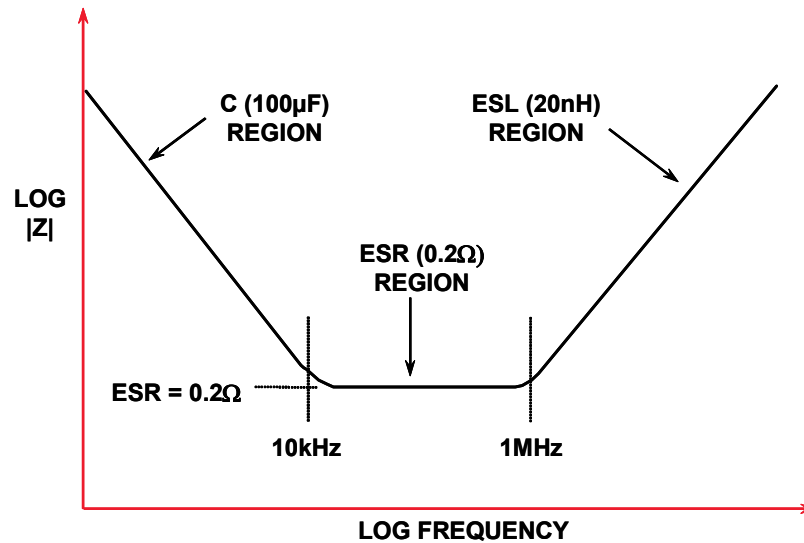 C (100µF)
REGION
ESL (20nH)
REGION
LOG
|Z|
ESR (0.2Ω)
REGION
ESR = 0.2Ω
10kHz
1MHz
LOG FREQUENCY